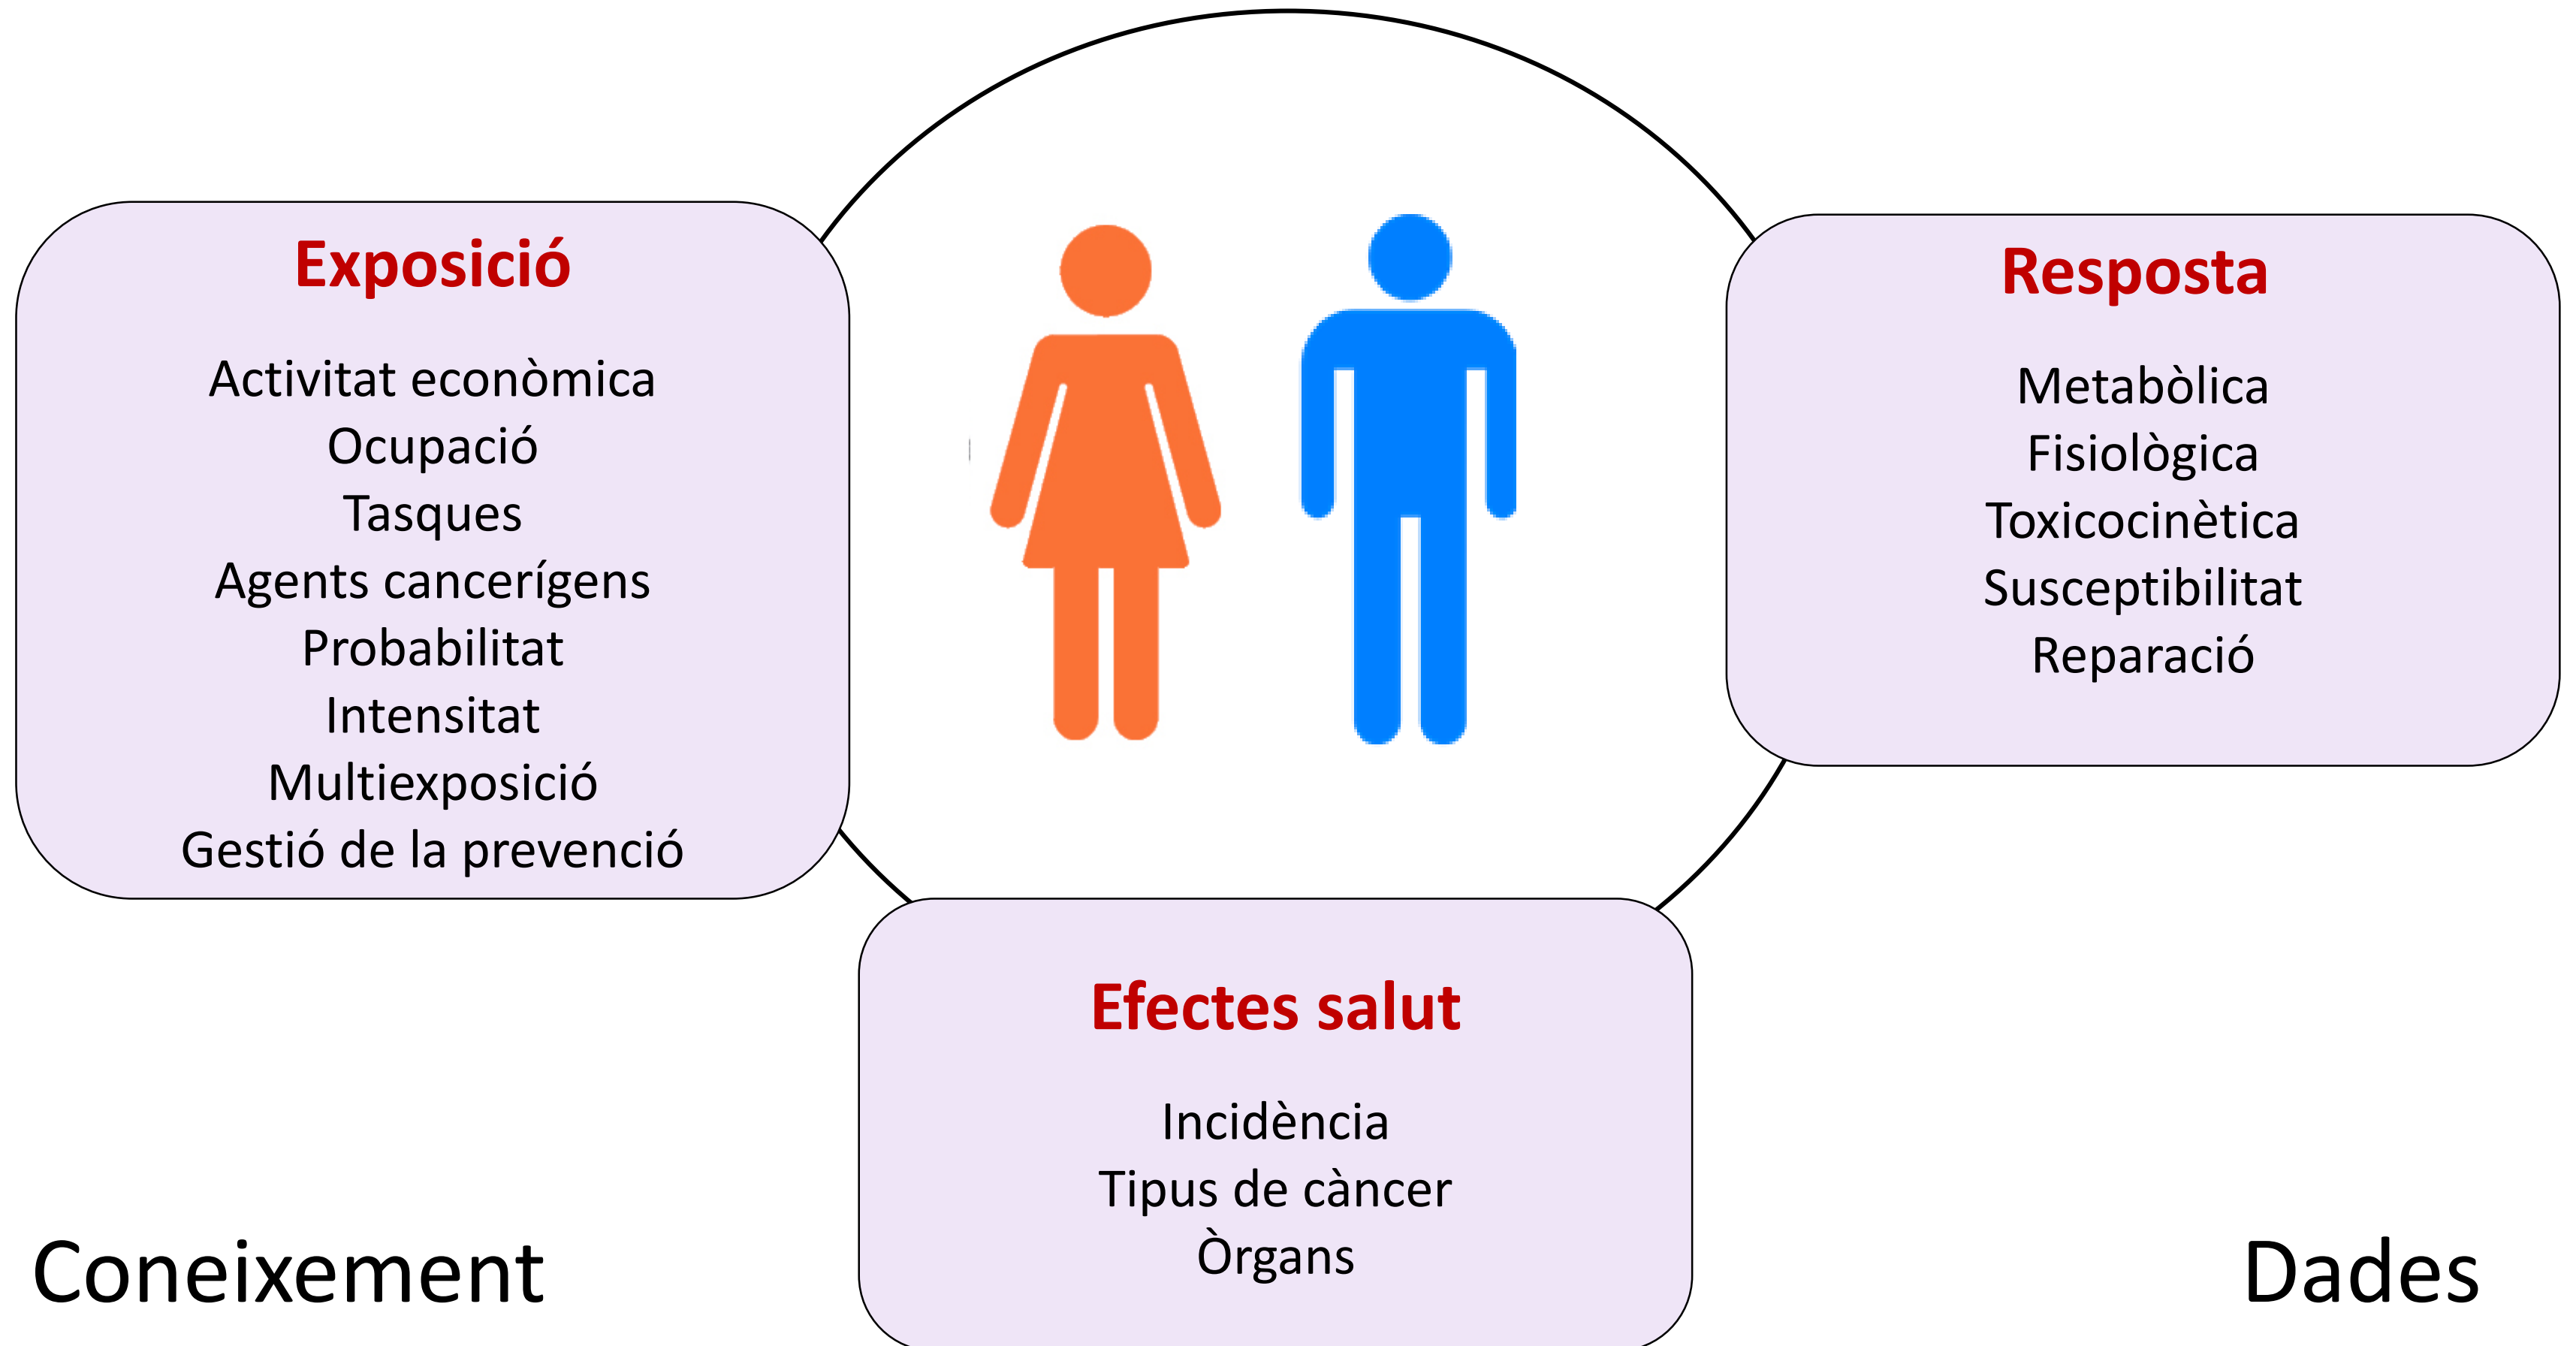 Exposició
Activitat econòmica
Ocupació
Tasques
Agents cancerígens
Probabilitat
Intensitat
Multiexposició
Gestió de la prevenció
Resposta
Metabòlica
Fisiològica
Toxicocinètica
Susceptibilitat
Reparació
Efectes salut
Incidència
Tipus de càncer
Òrgans
Coneixement
Dades